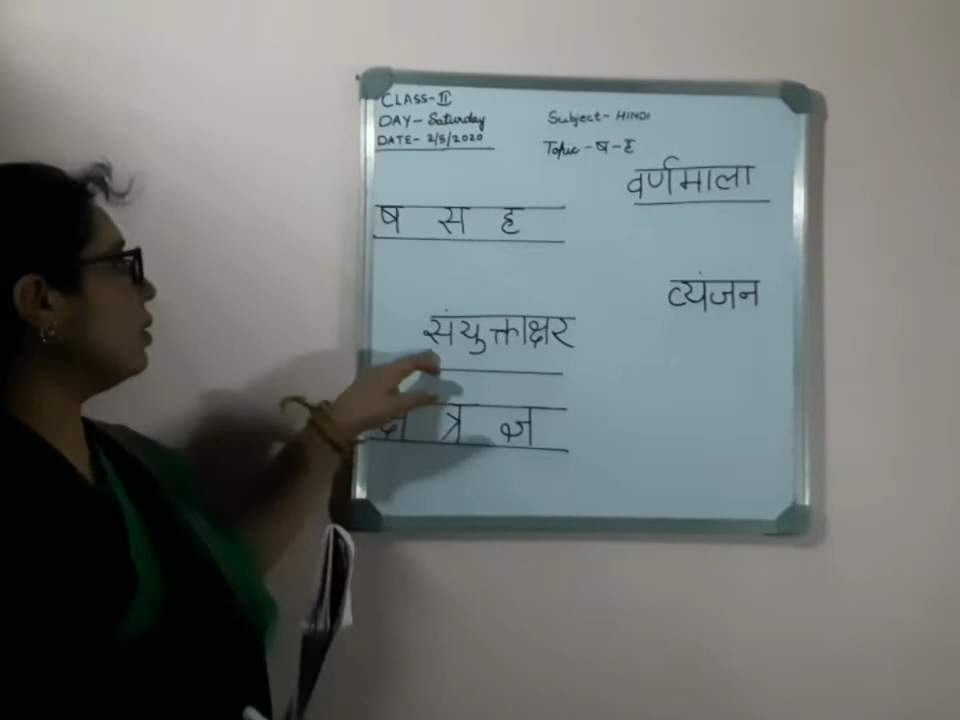 CLASS-II
DAY- Saturday
DATE- 2/5/2020
Subject- HINDI
Topic - ष - ह
वर्णमाला
ष स ह
व्यंजन
संयुक्ताक्षर
क्ष त्र ज्ञ